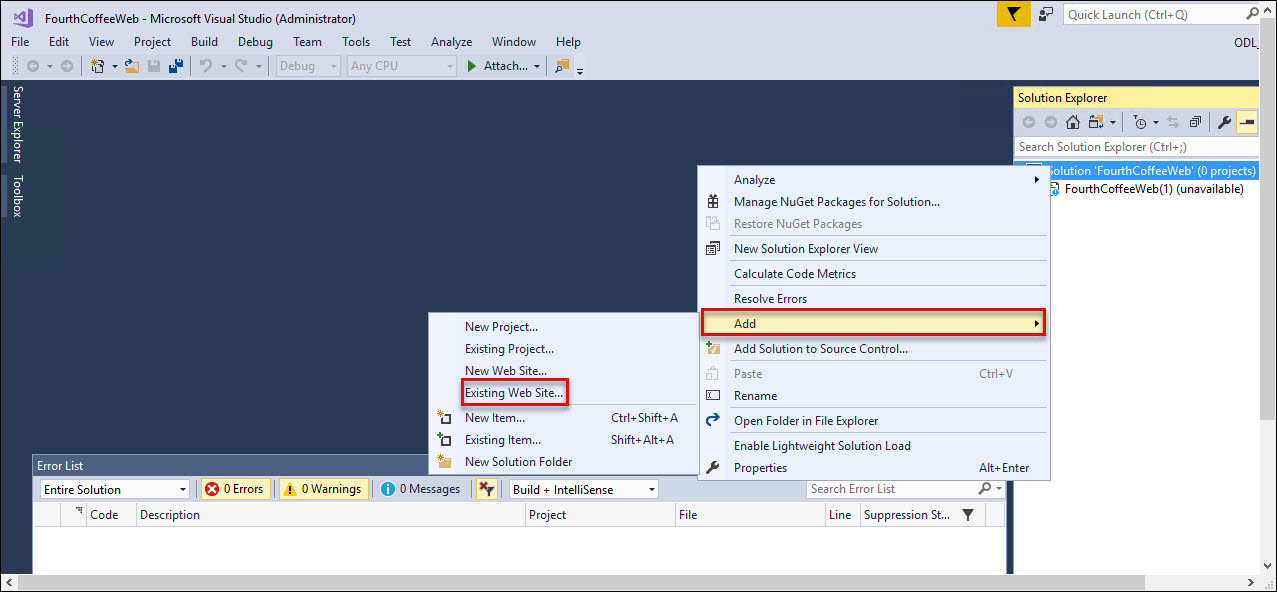 FourthCoffeeWeb - Microsoft Visual Studio (Administrator)
Quick Launch (Ctrl+Q)
File Edit View Project Build Debug Team Tools Test Analyze Window Help
ODL
Debug Any CPU Attach...
Server Explorer
Toolbox
Solution Explorer
Search Solution Explorer (Ctrl+;)
Solution 'FourthCoffeeWeb' (0 projects)
FourthCoffeeWeb(1) (unavailable)
Analyze
Manage NuGet Packages for Solution...
Restore NuGet Packages
New Solution Explorer View
Calculate Code Metrics
Resolve Errors
Add
Add Solution to Source Control...
Paste Ctrl+V
Rename
Open Folder in File Explorer
Enable Lightweight Solution Load
Properties Alt+Enter
New Project...
Existing Project...
New Web Site...
Existing Web Site...
New Item... Ctrl+Shift+A
Existing Item... Shift+Alt+A
New Solution Folder
Error List
Entire Solution 0 Errors 0 Warnings 0 Messages Build + IntelliSense Search Error List
Code Description Project File Line Suppression St...